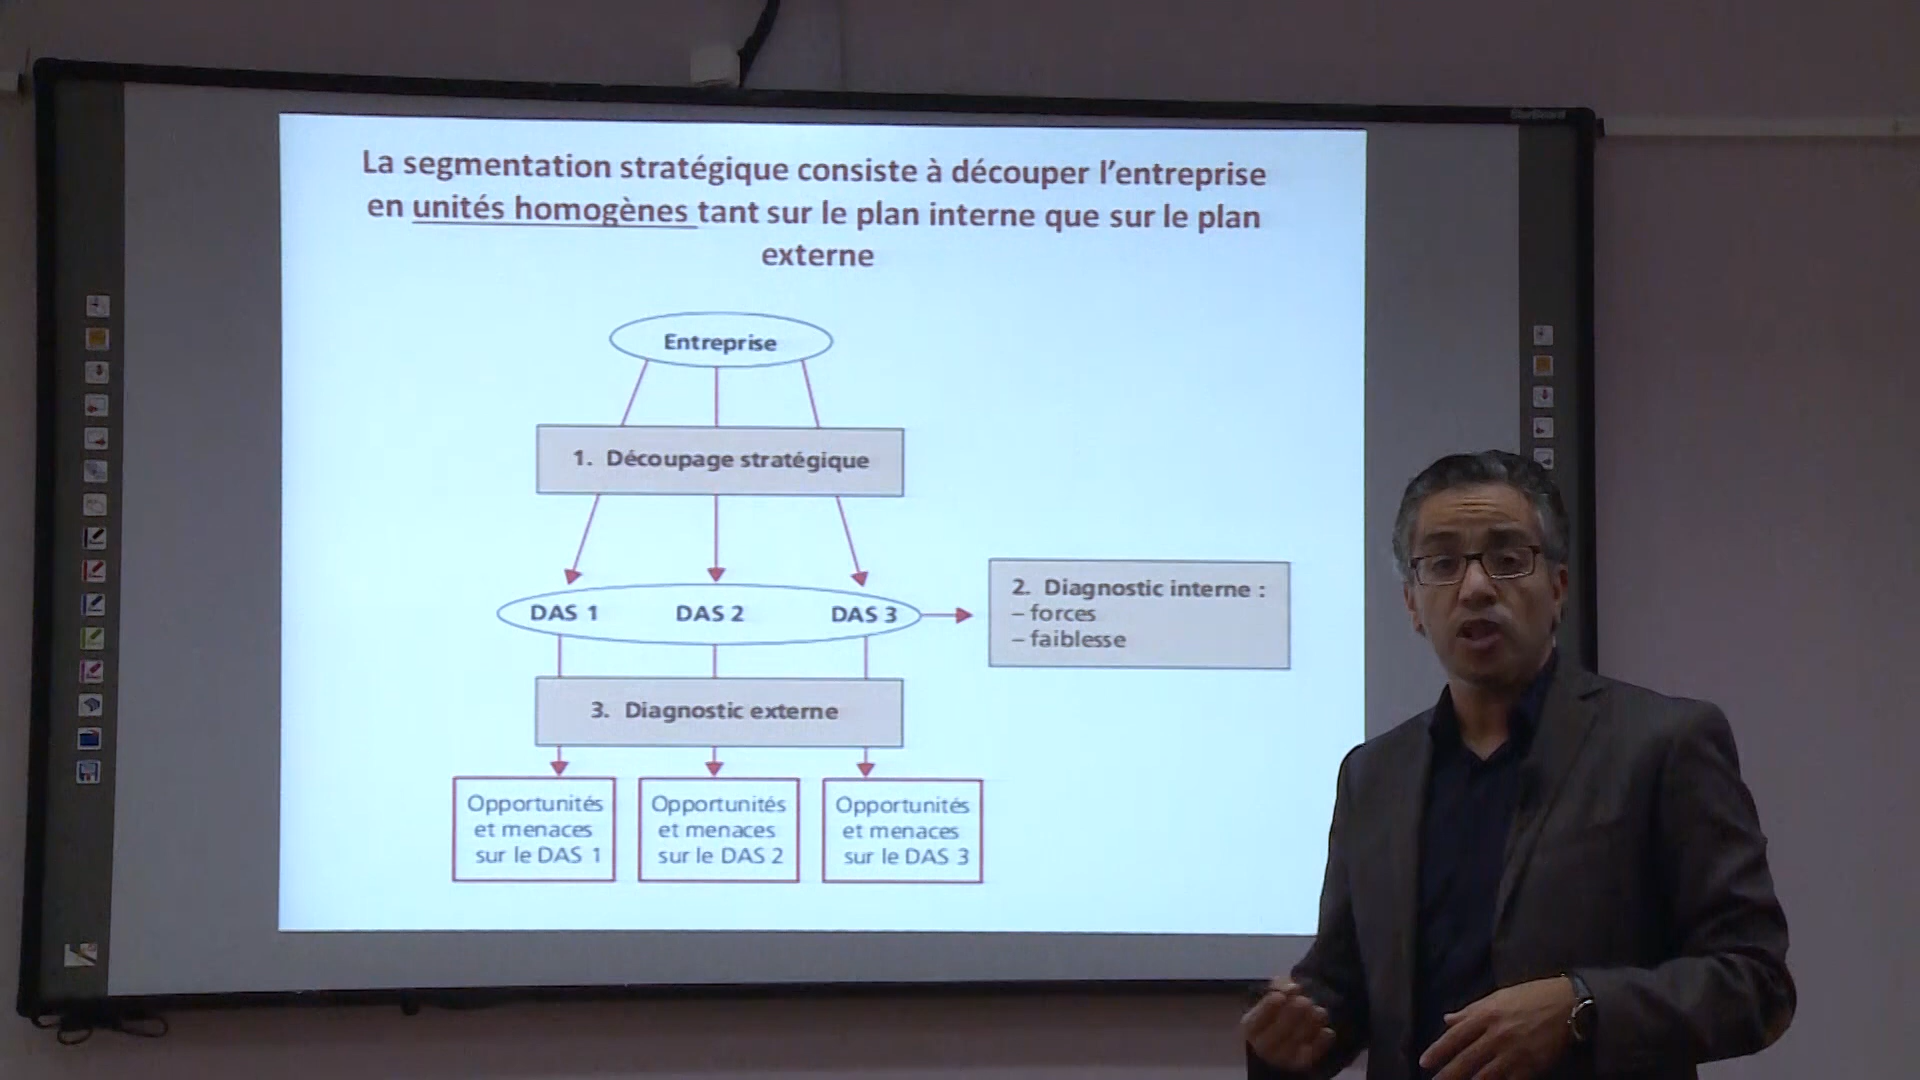 StarBoard
La segmentation stratégique consiste à découper l'entreprise
en unités homogènes tant sur le plan interne que sur le plan
externe
Entreprise
1. Découpage stratégique
DAS 1 DAS 2 DAS 3
2. Diagnostic interne :
– forces
– faiblesse
3. Diagnostic externe
Opportunités
et menaces
sur le DAS 1
Opportunités
et menaces
sur le DAS 2
Opportunités
et menaces
sur le DAS 3